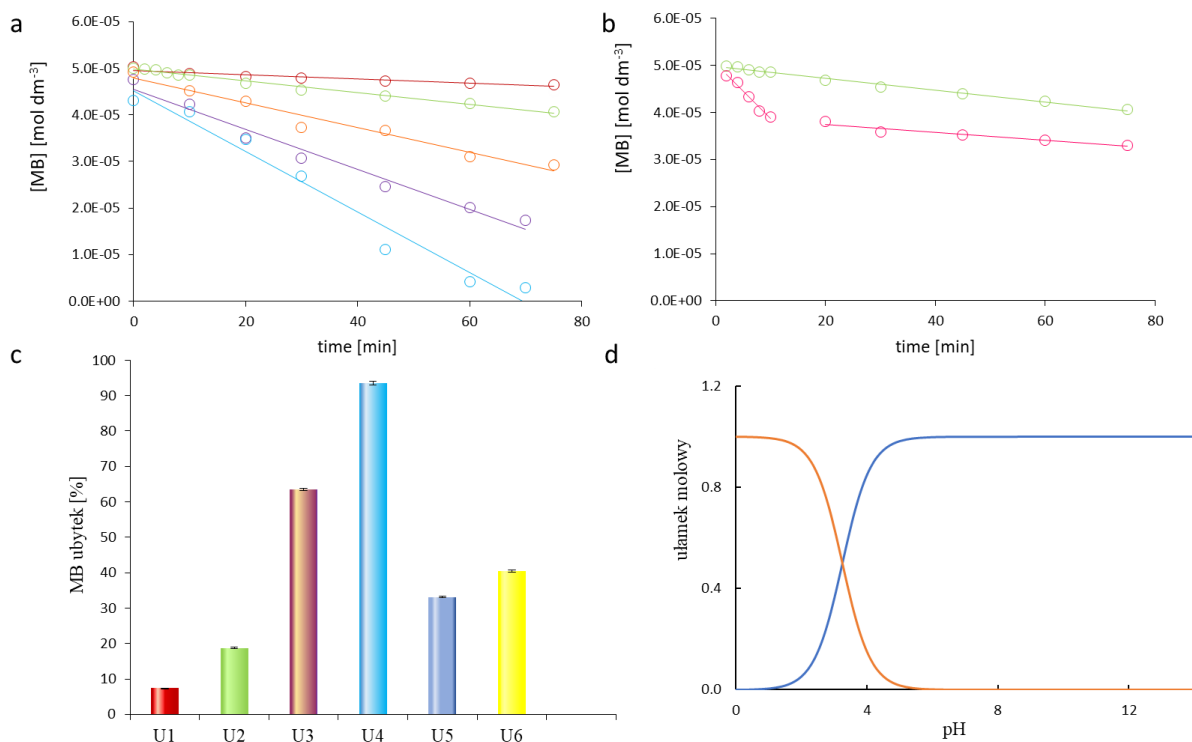 a
6.0E-05
5.0E-05
4.0E-05
3.0E-05
2.0E-05
1.0E-05
0.0E+00
[MB] [mol dm⁻³]
0 20 40 60 80
time [min]
b
6.0E-05
5.0E-05
4.0E-05
3.0E-05
2.0E-05
1.0E-05
0.0E+00
[MB] [mol dm⁻³]
0 20 40 60 80
time [min]
c
100
90
80
70
60
50
40
30
20
10
0
MB ubytek [%]
U1 U2 U3 U4 U5 U6
d
1.2
0.8
0.4
0.0
ułamek molowy
0 4 8 12
pH